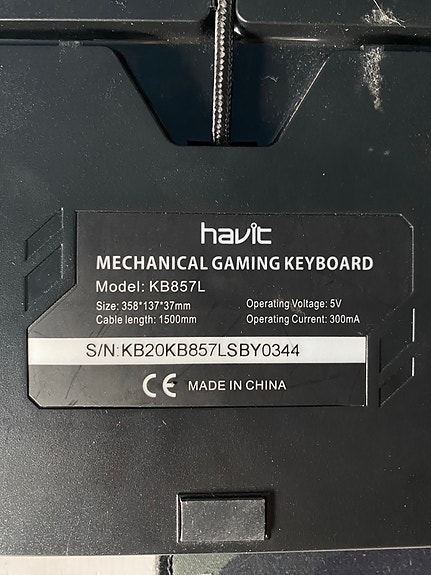 havit
MECHANICAL GAMING KEYBOARD
Model: KB857L
Size: 358*137*37mm Operating Voltage: 5V
Cable length: 1500mm Operating Current: 300mA
S/N:KB20KB857LSBY0344
CE MADE IN CHINA